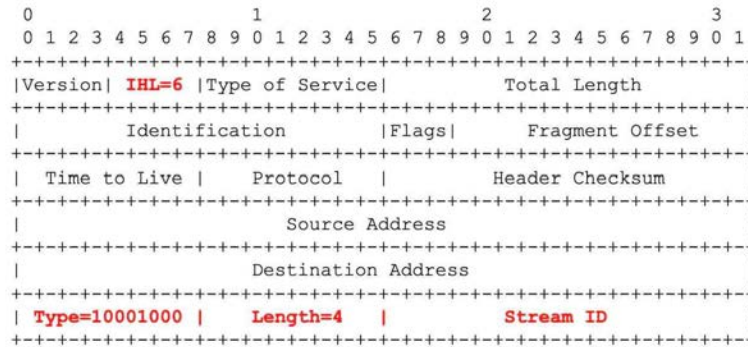 0                   1                   2                   3
0 1 2 3 4 5 6 7 8 9 0 1 2 3 4 5 6 7 8 9 0 1 2 3 4 5 6 7 8 9 0 1
+-+-+-+-+-+-+-+-+-+-+-+-+-+-+-+-+-+-+-+-+-+-+-+-+-+-+-+-+-+-+-+-
|Version| IHL=6 |Type of Service|          Total Length
+-+-+-+-+-+-+-+-+-+-+-+-+-+-+-+-+-+-+-+-+-+-+-+-+-+-+-+-+-+-+-+-
|         Identification        |Flags|      Fragment Offset
+-+-+-+-+-+-+-+-+-+-+-+-+-+-+-+-+-+-+-+-+-+-+-+-+-+-+-+-+-+-+-+-
|  Time to Live |    Protocol   |         Header Checksum
+-+-+-+-+-+-+-+-+-+-+-+-+-+-+-+-+-+-+-+-+-+-+-+-+-+-+-+-+-+-+-+-
|                       Source Address
+-+-+-+-+-+-+-+-+-+-+-+-+-+-+-+-+-+-+-+-+-+-+-+-+-+-+-+-+-+-+-+-
|                    Destination Address
+-+-+-+-+-+-+-+-+-+-+-+-+-+-+-+-+-+-+-+-+-+-+-+-+-+-+-+-+-+-+-+-
| Type=10001000 |    Length=4   |          Stream ID
+-+-+-+-+-+-+-+-+-+-+-+-+-+-+-+-+-+-+-+-+-+-+-+-+-+-+-+-+-+-+-+-